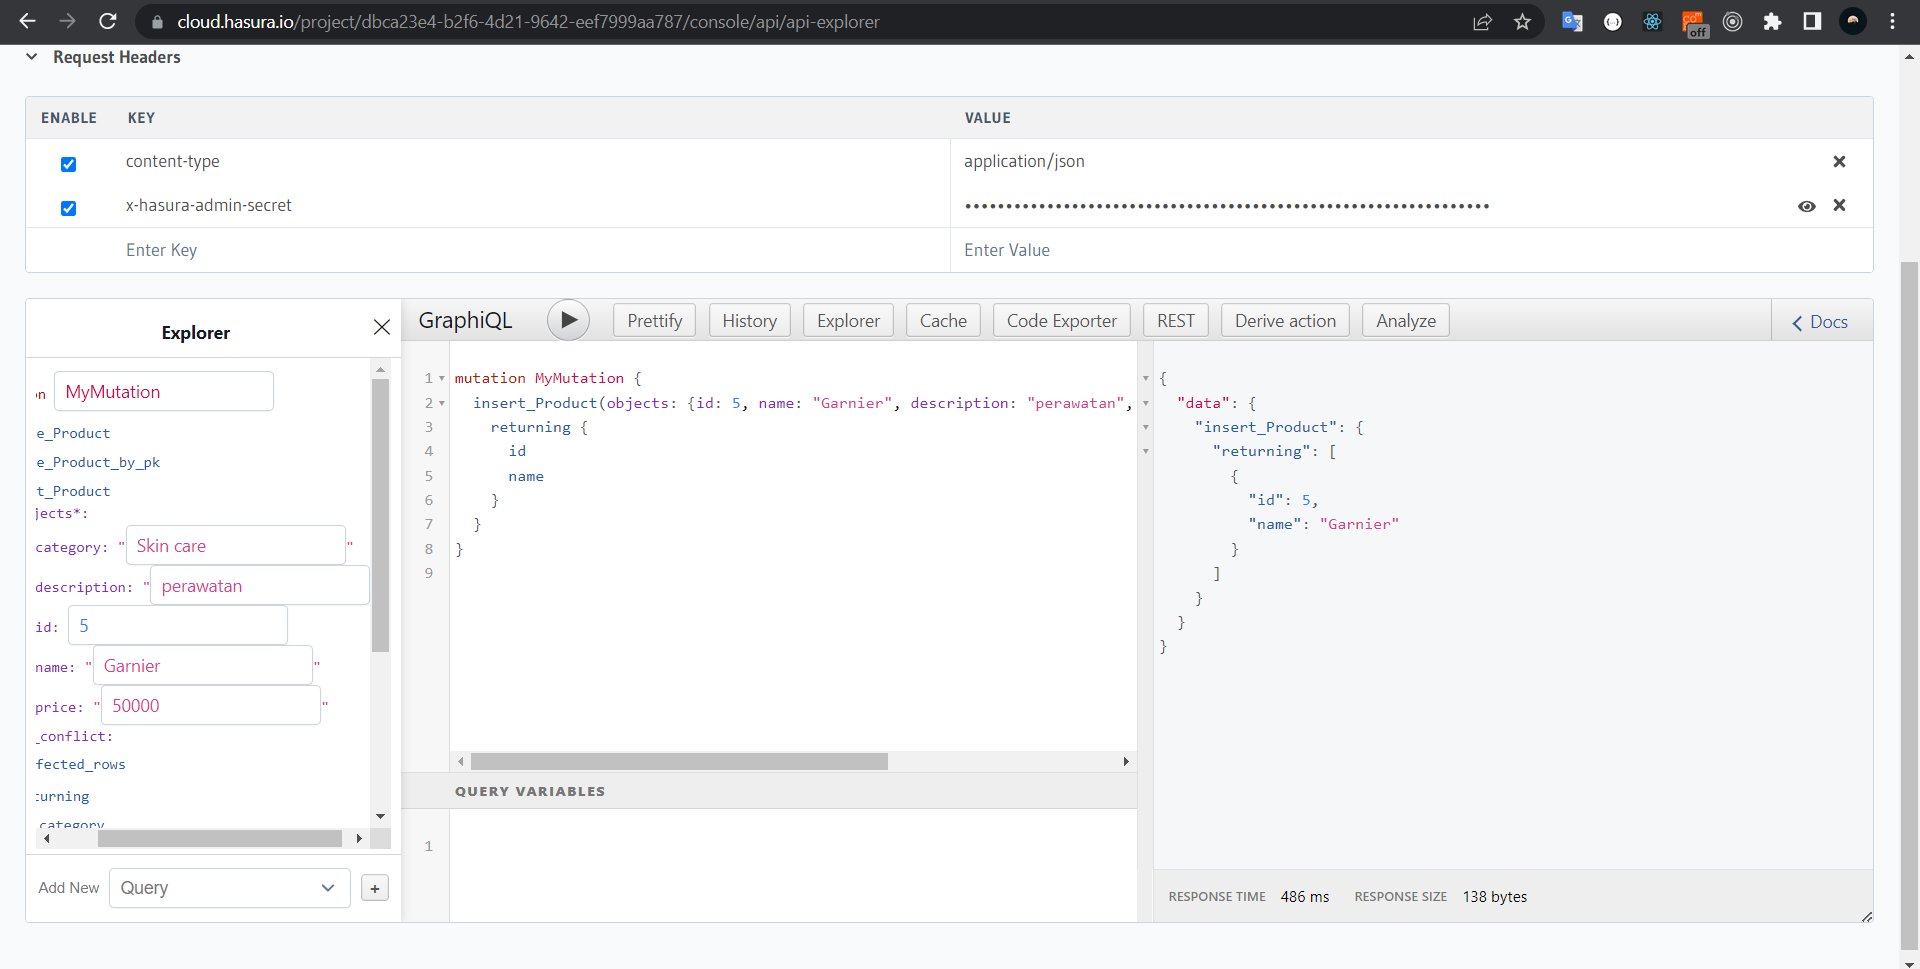 cloud.hasura.io/project/dbca23e4-b2f6-4d21-9642-eef7999aa787/console/api/api-explorer
off
Request Headers
ENABLE KEY VALUE
content-type application/json
x-hasura-admin-secret ••••••••••••••••••••••••••••••••••••••••••••••••••••••••••••••••
Enter Key Enter Value
Explorer
GraphiQL Prettify History Explorer Cache Code Exporter REST Derive action Analyze Docs
MyMutation
e_Product
e_Product_by_pk
t_Product
jects*:
category: "Skin care"
description: "perawatan
id: 5
name: "Garnier"
price: "50000"
_conflict:
fected_rows
turning
category
Add New Query +
1 mutation MyMutation {
2 insert_Product(objects: {id: 5, name: "Garnier", description: "perawatan",
3 returning {
4 id
5 name
6 }
7 }
8 }
9
QUERY VARIABLES
1
{
"data": {
"insert_Product": {
"returning": [
{
"id": 5,
"name": "Garnier"
}
]
}
}
}
RESPONSE TIME 486 ms RESPONSE SIZE 138 bytes